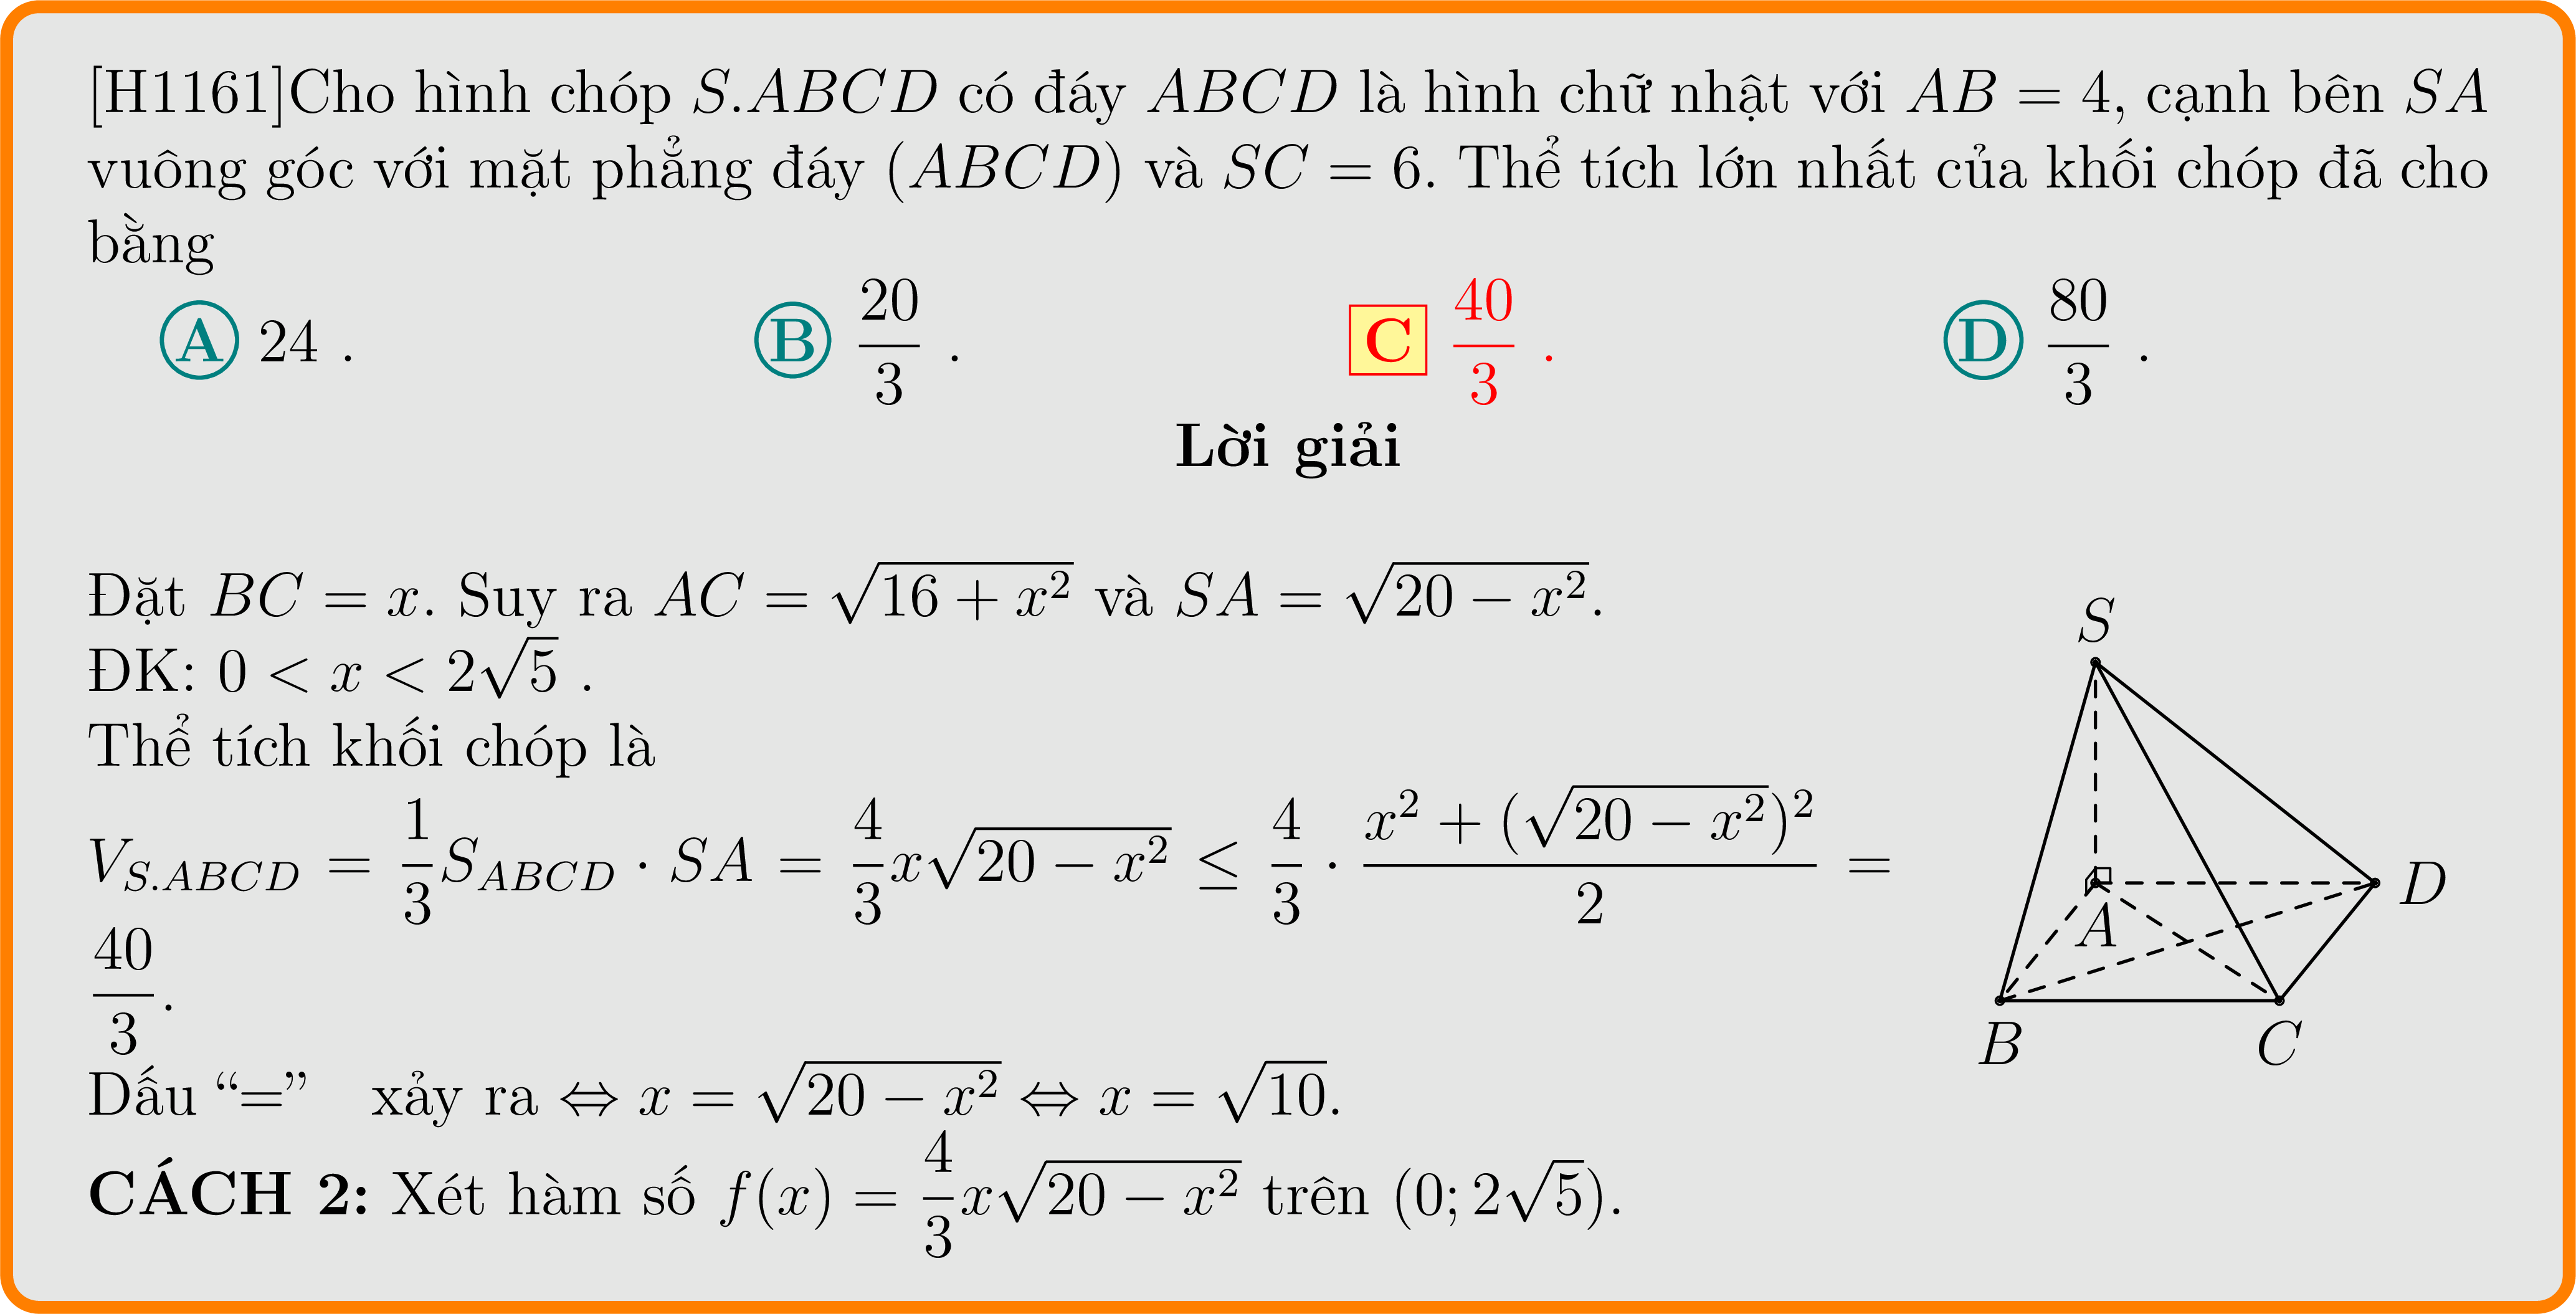 [H1161]Cho hình chóp S.ABCD có đáy ABCD là hình chữ nhật với AB = 4, cạnh bên SA
vuông góc với mặt phẳng đáy (ABCD) và SC = 6. Thể tích lớn nhất của khối chóp đã cho
bằng
A 24 . B \frac{20}{3} . C \frac{40}{3} . D \frac{80}{3} .
Lời giải
Đặt BC = x. Suy ra AC = \sqrt{16 + x^2} và SA = \sqrt{20 − x^2}.
ĐK: 0 < x < 2\sqrt{5} .
Thể tích khối chóp là
V_{S.ABCD} = \frac{1}{3}S_{ABCD} · SA = \frac{4}{3}x\sqrt{20 − x^2} ≤ \frac{4}{3} · \frac{x^2 + (\sqrt{20 − x^2})^2}{2} =
\frac{40}{3}.
Dấu “=” xảy ra ⇔ x = \sqrt{20 − x^2} ⇔ x = \sqrt{10}.
CÁCH 2: Xét hàm số f(x) = \frac{4}{3}x\sqrt{20 − x^2} trên (0; 2\sqrt{5}).
S
D
A
B
C